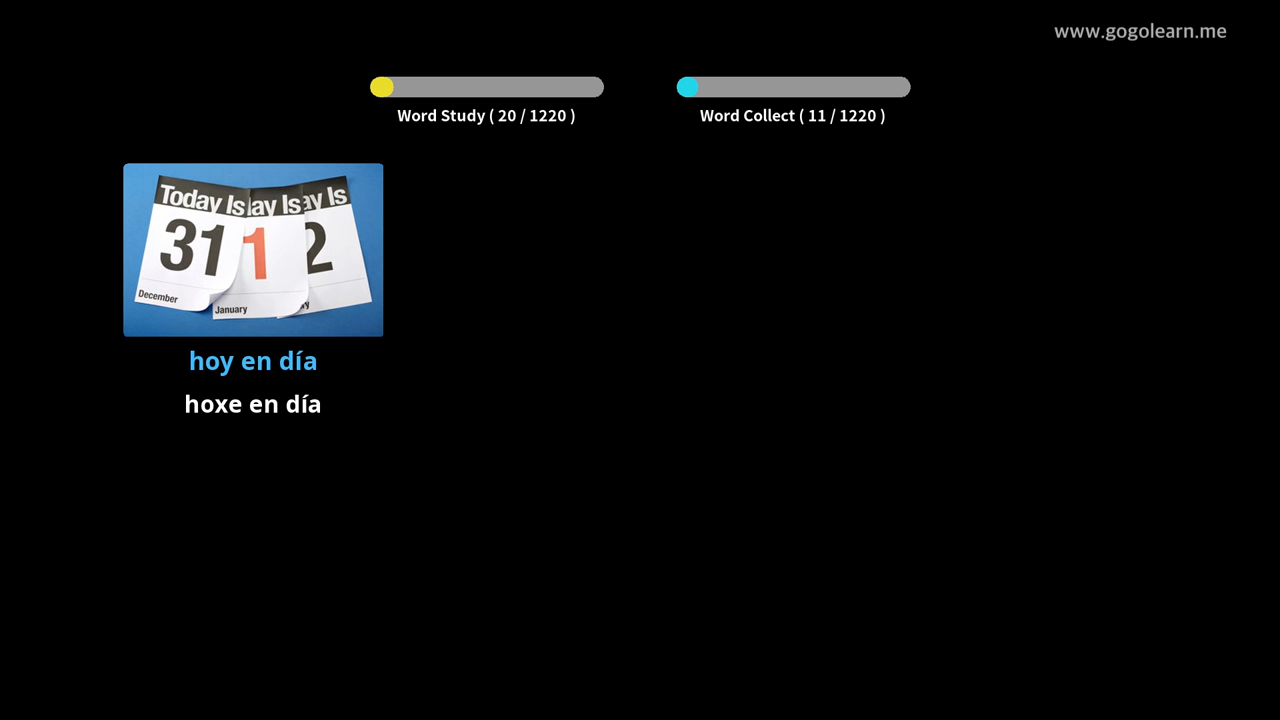 www.gogolearn.me
Word Study ( 20 / 1220 )
Word Collect ( 11 / 1220 )
Today Is
ay Is
ay Is
31
1
2
December
January
hoy en día
hoxe en día